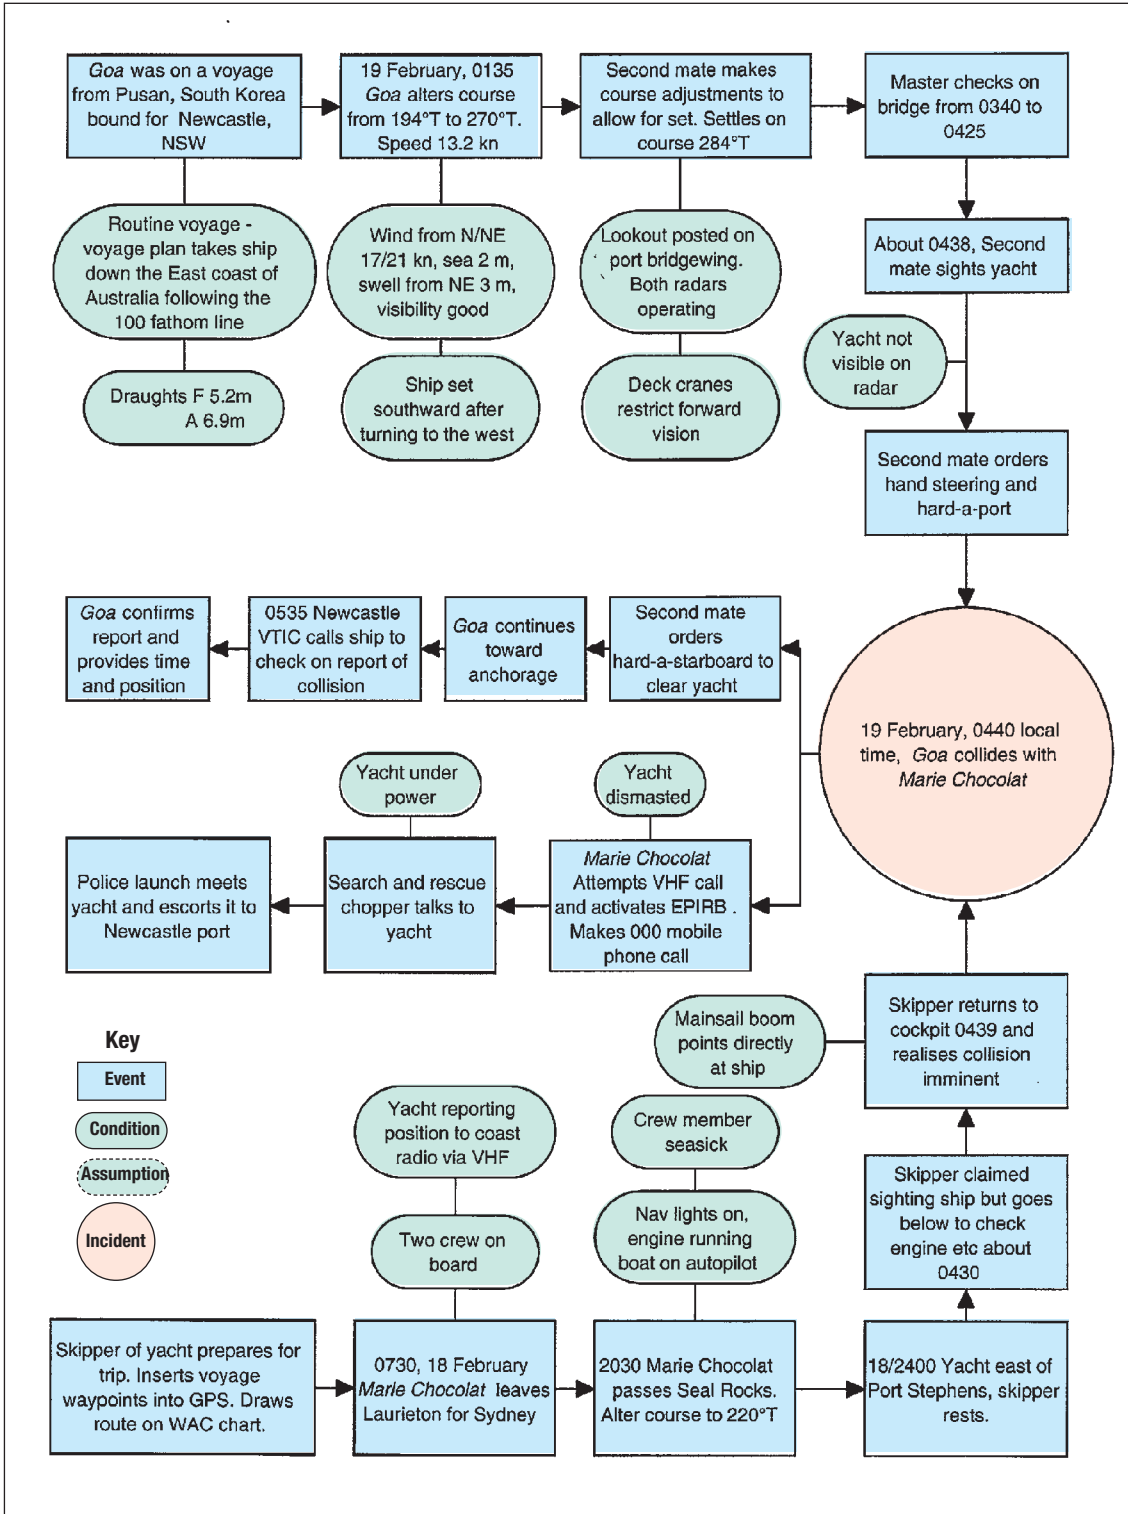 Goa was on a voyage
from Pusan, South Korea
bound for Newcastle,
NSW
19 February, 0135
Goa alters course
from 194°T to 270°T.
Speed 13.2 kn
Second mate makes
course adjustments to
allow for set. Settles on
course 284°T
Master checks on
bridge from 0340 to
0425
Routine voyage -
voyage plan takes ship
down the East coast of
Australia following the
100 fathom line
Wind from N/NE
17/21 kn, sea 2 m,
swell from NE 3 m,
visibility good
Lookout posted on
port bridgewing.
Both radars
operating
About 0438, Second
mate sights yacht
Yacht not
visible on
radar
Draughts F 5.2m
A 6.9m
Ship set
southward after
turning to the west
Deck cranes
restrict forward
vision
Second mate orders
hand steering and
hard-a-port
Goa confirms
report and
provides time
and position
0535 Newcastle
VTIC calls ship to
check on report of
collision
Goa continues
toward
anchorage
Second mate
orders
hard-a-starboard to
clear yacht
19 February, 0440 local
time, Goa collides with
Marie Chocolat
Yacht under
power
Yacht
dismasted
Police launch meets
yacht and escorts it to
Newcastle port
Search and rescue
chopper talks to
yacht
Marie Chocolat
Attempts VHF call
and activates EPIRB .
Makes 000 mobile
phone call
Mainsail boom
points directly
at ship
Skipper returns to
cockpit 0439 and
realises collision
imminent
Key
Event
Condition
Assumption
Incident
Yacht reporting
position to coast
radio via VHF
Crew member
seasick
Two crew on
board
Nav lights on,
engine running
boat on autopilot
Skipper claimed
sighting ship but goes
below to check
engine etc about
0430
Skipper of yacht prepares for
trip. Inserts voyage
waypoints into GPS. Draws
route on WAC chart.
0730, 18 February
Marie Chocolat leaves
Laurieton for Sydney
2030 Marie Chocolat
passes Seal Rocks.
Alter course to 220°T
18/2400 Yacht east of
Port Stephens, skipper
rests.